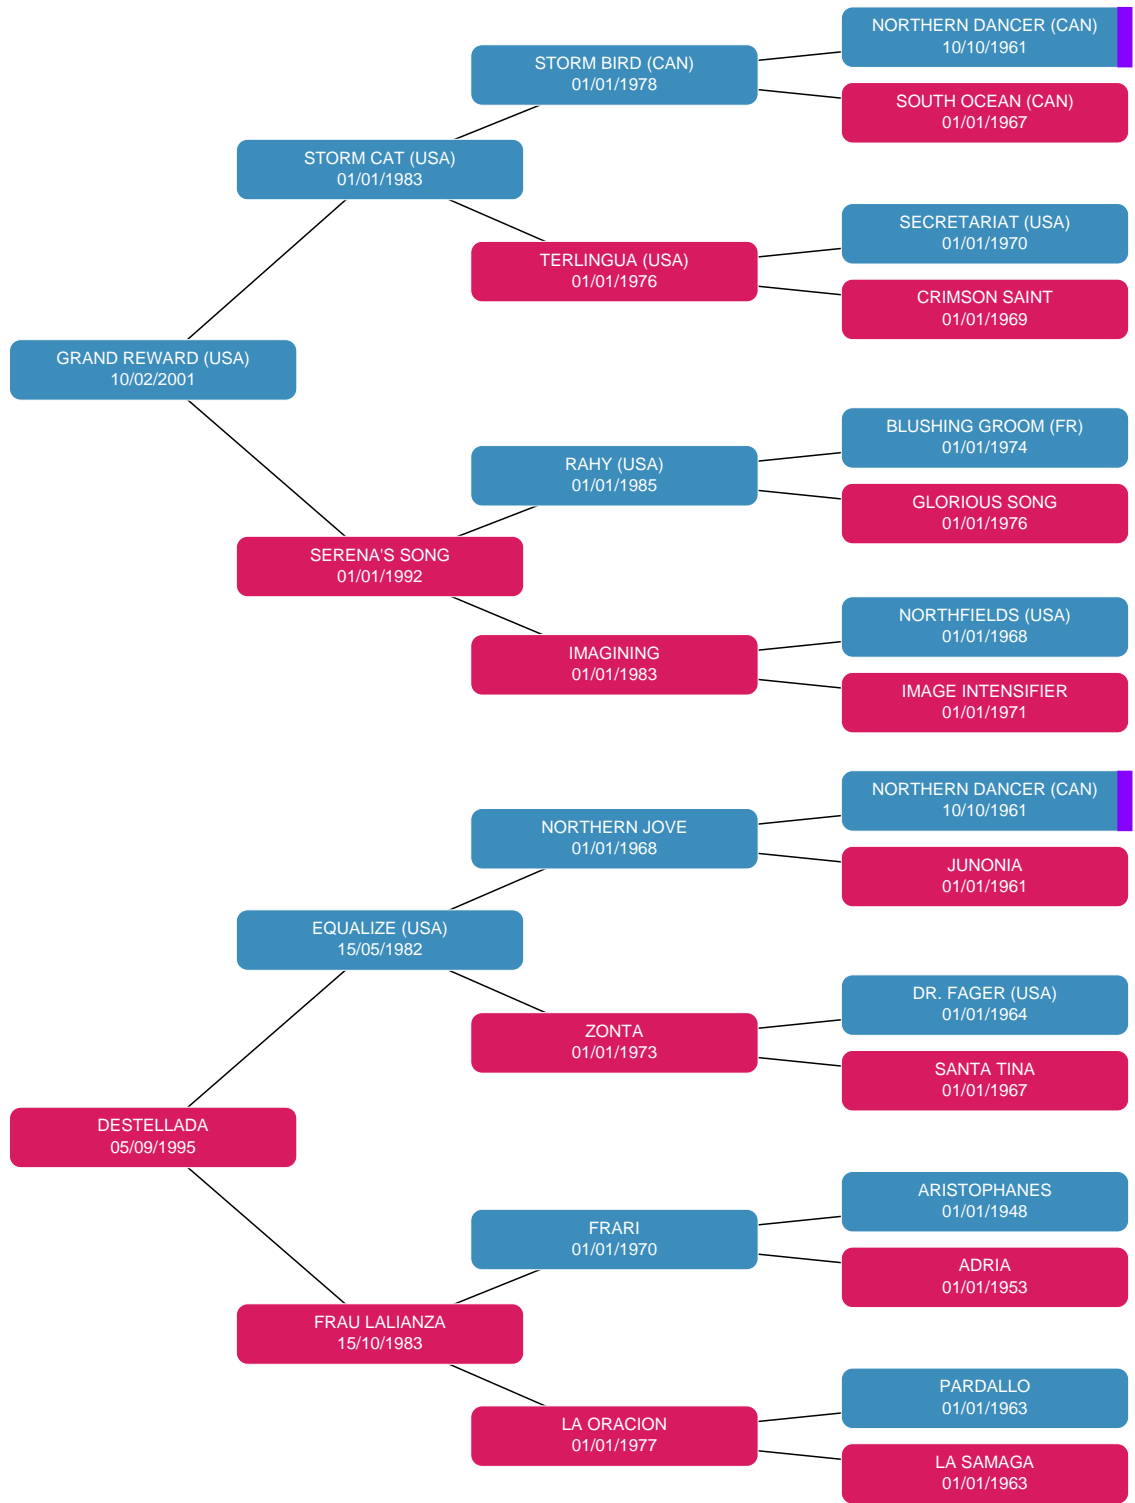 NORTHERN DANCER (CAN)
10/10/1961
STORM BIRD (CAN)
01/01/1978
SOUTH OCEAN (CAN)
01/01/1967
STORM CAT (USA)
01/01/1983
SECRETARIAT (USA)
01/01/1970
TERLINGUA (USA)
01/01/1976
CRIMSON SAINT
01/01/1969
GRAND REWARD (USA)
10/02/2001
BLUSHING GROOM (FR)
01/01/1974
RAHY (USA)
01/01/1985
GLORIOUS SONG
01/01/1976
SERENA'S SONG
01/01/1992
NORTHFIELDS (USA)
01/01/1968
IMAGINING
01/01/1983
IMAGE INTENSIFIER
01/01/1971
NORTHERN DANCER (CAN)
10/10/1961
NORTHERN JOVE
01/01/1968
JUNONIA
01/01/1961
EQUALIZE (USA)
15/05/1982
DR. FAGER (USA)
01/01/1964
ZONTA
01/01/1973
SANTA TINA
01/01/1967
DESTELLADA
05/09/1995
ARISTOPHANES
01/01/1948
FRARI
01/01/1970
ADRIA
01/01/1953
FRAU LALIANZA
15/10/1983
PARDALLO
01/01/1963
LA ORACION
01/01/1977
LA SAMAGA
01/01/1963